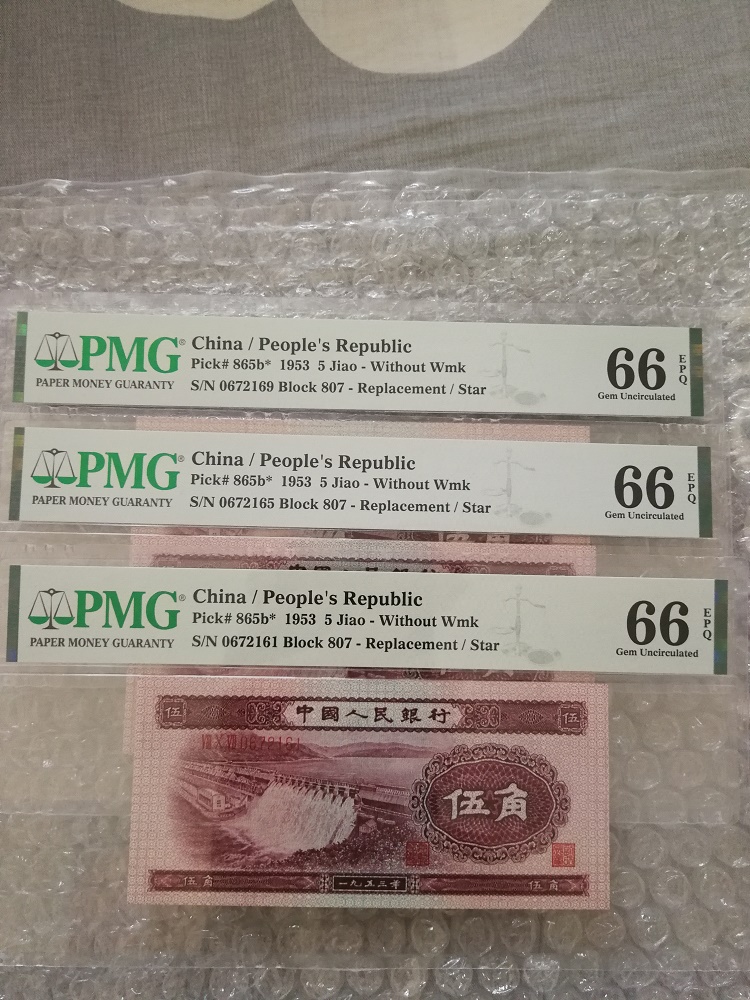 PMG®
PAPER MONEY GUARANTY
China / People's Republic
Pick# 865b* 1953 5 Jiao - Without Wmk
S/N 0672169 Block 807 - Replacement / Star
66
EPQ
Gem Uncirculated
PMG®
PAPER MONEY GUARANTY
China / People's Republic
Pick# 865b* 1953 5 Jiao - Without Wmk
S/N 0672165 Block 807 - Replacement / Star
66
EPQ
Gem Uncirculated
PMG®
PAPER MONEY GUARANTY
China / People's Republic
Pick# 865b* 1953 5 Jiao - Without Wmk
S/N 0672161 Block 807 - Replacement / Star
66
EPQ
Gem Uncirculated
伍 中國人民銀行 伍
ⅧⅩⅦ 0672161
伍角
伍角 一九五三年 伍角